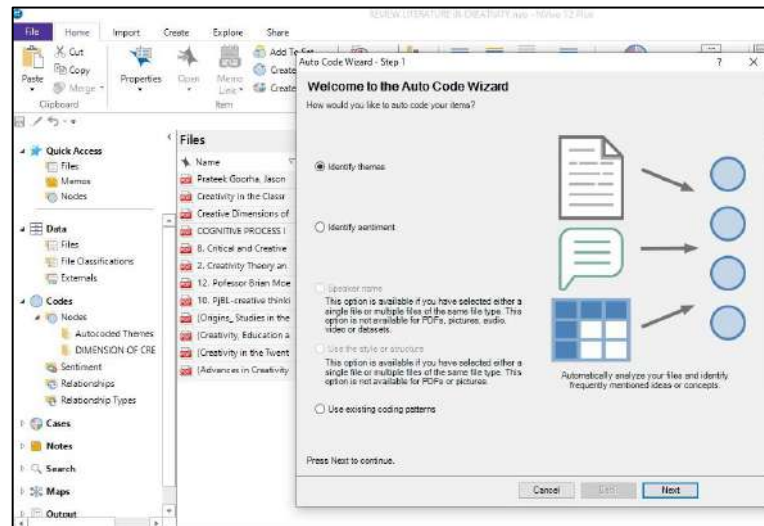 REVIEW LITERATURE IN CREATIVITY.nvp - NVivo 12 Plus
File Home Import Create Explore Share
Paste
Cut
Copy
Merge
Clipboard
Properties
Open
Memo
Link
Item
Add To Set
Create
Create
Quick Access
Files
Memos
Nodes
Data
Files
File Classifications
Externals
Codes
Nodes
Autocoded Themes
DIMENSION OF CRE
Sentiment
Relationships
Relationship Types
Cases
Notes
Search
Maps
Output
Files
Name
Prateek Goorha, Jason
Creativity in the Classr
Creative Dimensions of
COGNITIVE PROCESS I
8. Critical and Creative
2. Creativity Theory an
12. Pofessor Brian Moe
10. PjBL-creative thinki
(Origins_ Studies in the
(Creativity, Education a
(Creativity in the Twent
(Advances in Creativity
Auto Code Wizard - Step 1
? X
Welcome to the Auto Code Wizard
How would you like to auto code your items?
Identify themes
Identify sentiment
Speaker name
This option is available if you have selected either a
single file or multiple files of the same file type. This
option is not available for PDFs, pictures, audio,
video or datasets.
Use the style or structure
This option is available if you have selected either a
single file or multiple files of the same file type. This
option is not available for PDFs or pictures.
Use existing coding patterns
Automatically analyze your files and identify
frequently mentioned ideas or concepts.
Press Next to continue.
Cancel Back Next